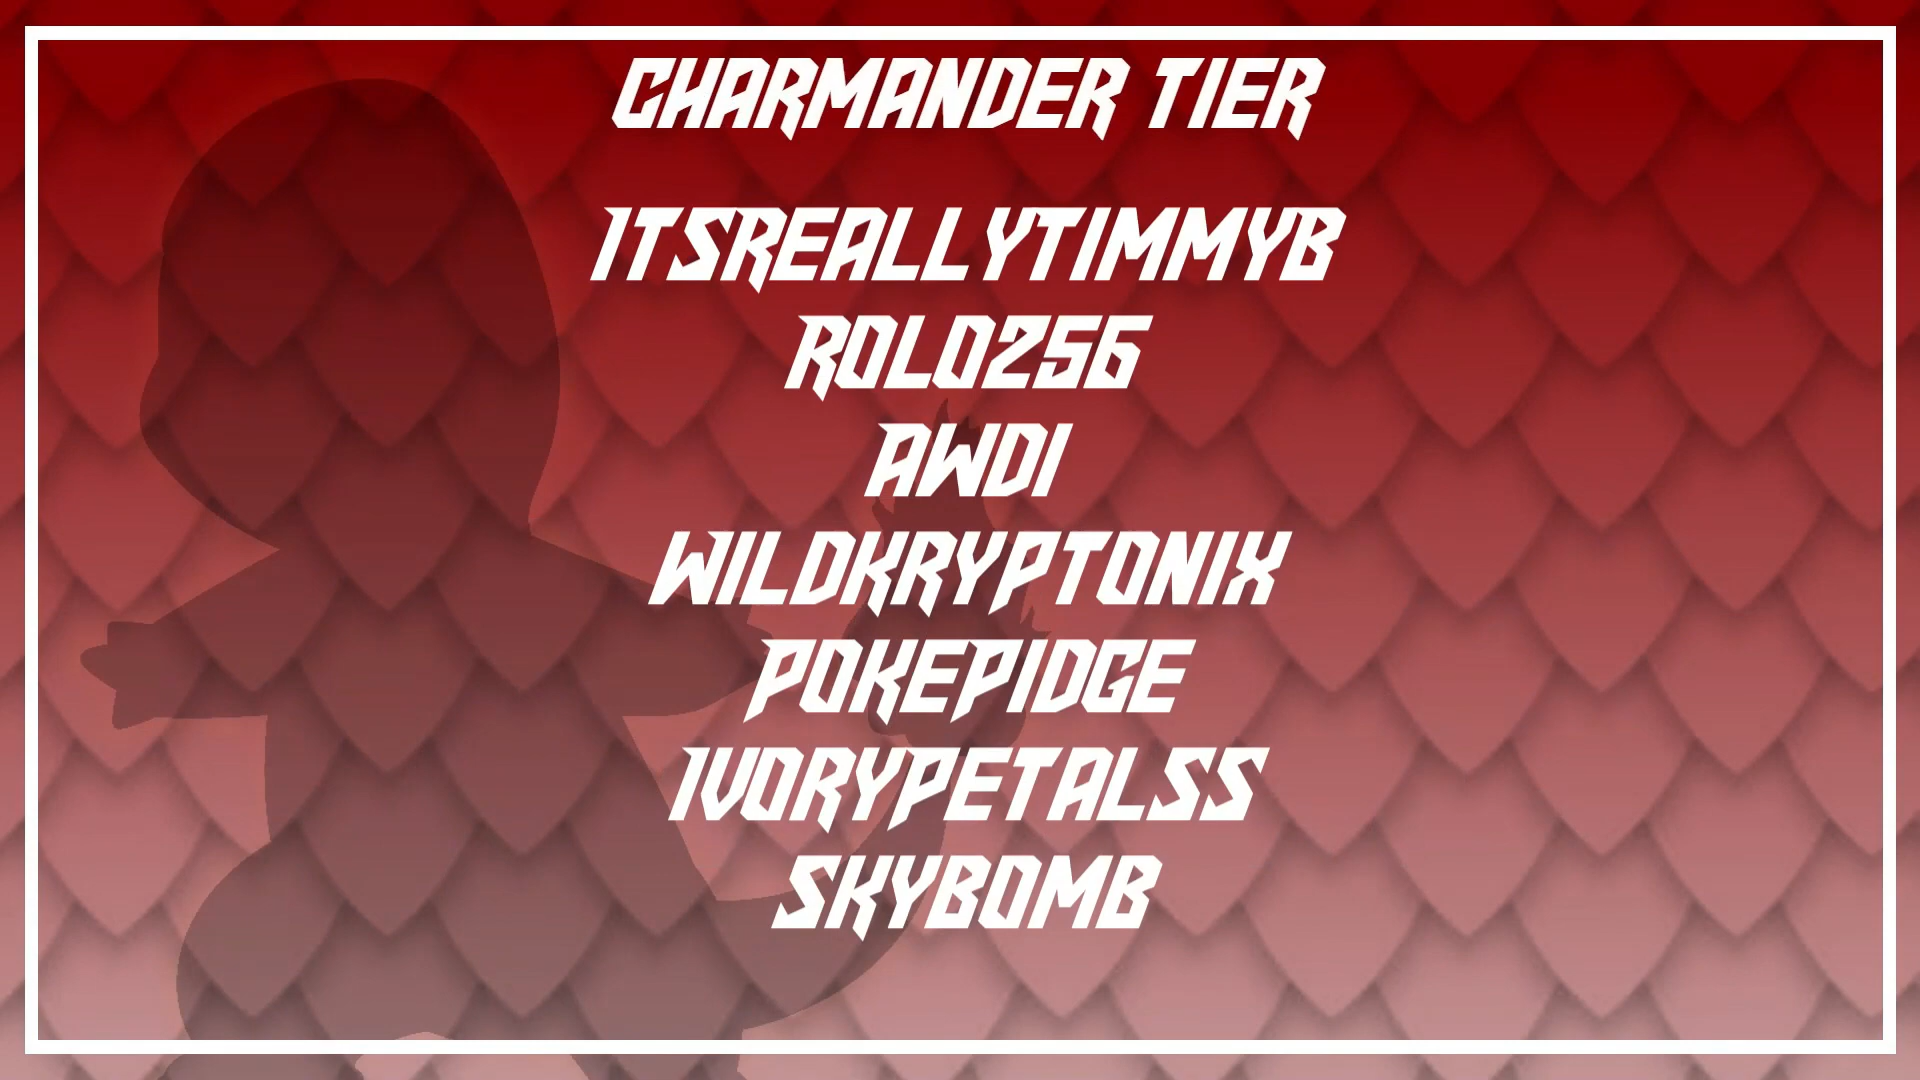 CHARMANDER TIER
ITSREALLYTIMMYB
ROLO256
AWDI
WILDKRYPTONIX
POKEPIDGE
IVORYPETALSS
SKYBOMB